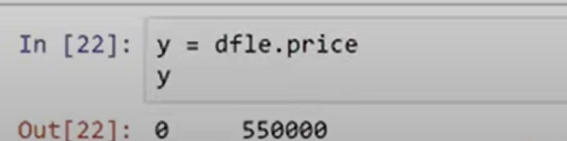 In [22]: y = dfle.price
y
Out[22]: 0 550000